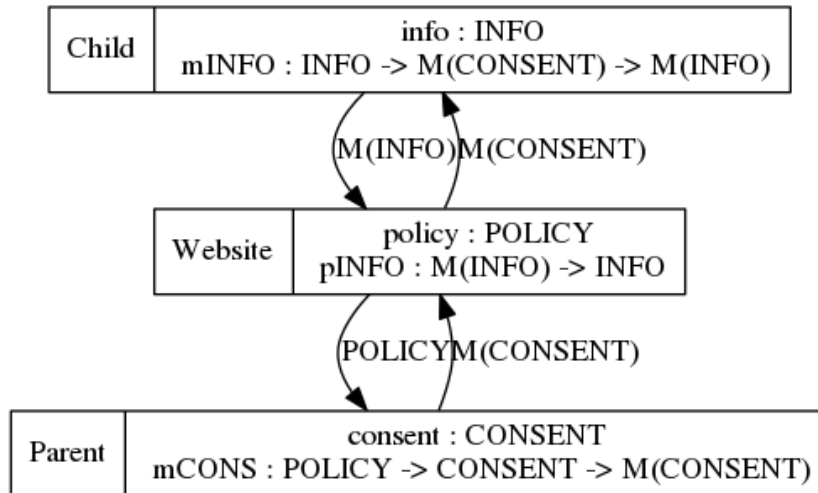 Child
info : INFO
mINFO : INFO -> M(CONSENT) -> M(INFO)
M(INFO)M(CONSENT)
Website
policy : POLICY
pINFO : M(INFO) -> INFO
POLICYM(CONSENT)
Parent
consent : CONSENT
mCONS : POLICY -> CONSENT -> M(CONSENT)